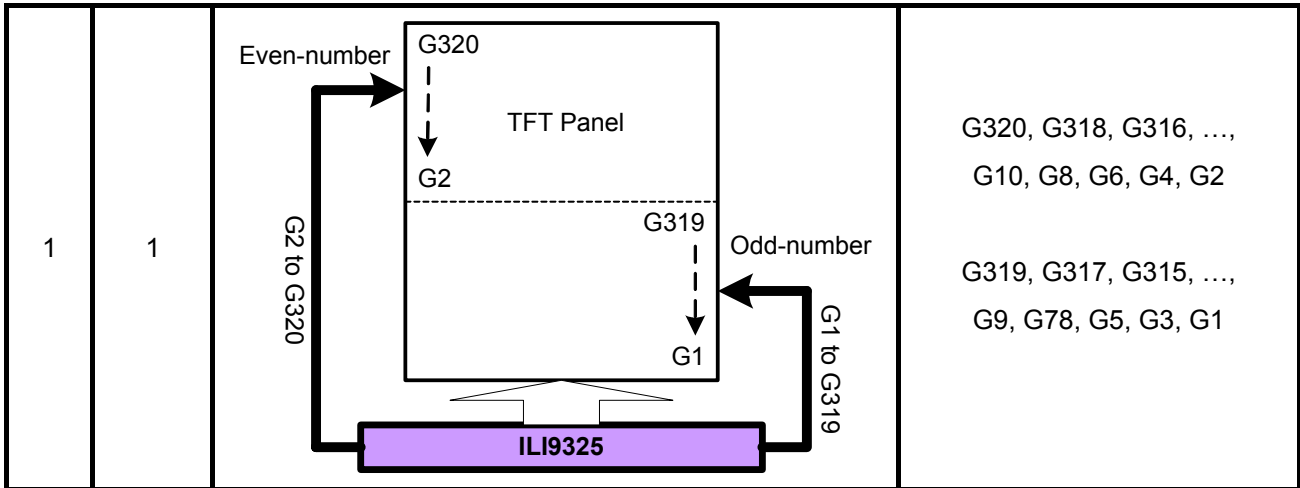 1
1
Even-number
G320
TFT Panel
G2
G319
Odd-number
G1
G2 to G320
G1 to G319
ILI9325
G320, G318, G316, …,
G10, G8, G6, G4, G2
G319, G317, G315, …,
G9, G78, G5, G3, G1